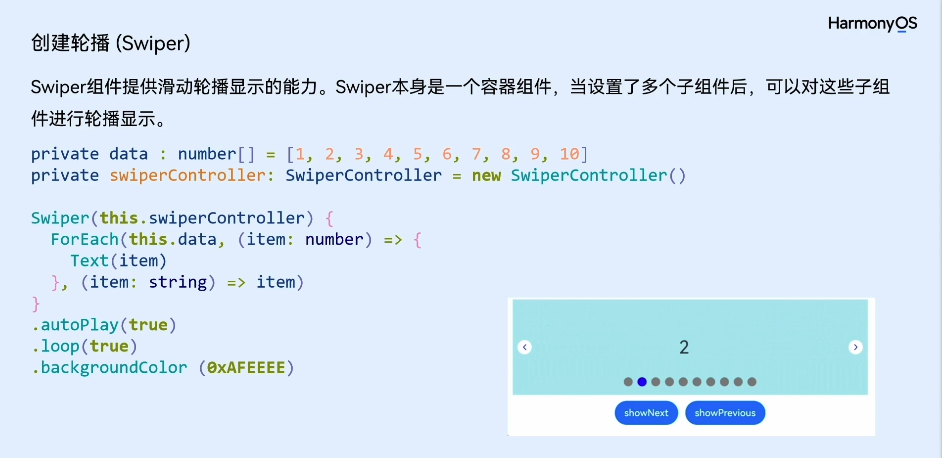 HarmonyOS
创建轮播 (Swiper)
Swiper组件提供滑动轮播显示的能力。Swiper本身是一个容器组件，当设置了多个子组件后，可以对这些子组
件进行轮播显示。
private data : number[] = [1, 2, 3, 4, 5, 6, 7, 8, 9, 10]
private swiperController: SwiperController = new SwiperController()
Swiper(this.swiperController) {
  ForEach(this.data, (item: number) => {
    Text(item)
  }, (item: string) => item)
}
.autoPlay(true)
.loop(true)
.backgroundColor (0xAFEEEE)
2
showNext showPrevious